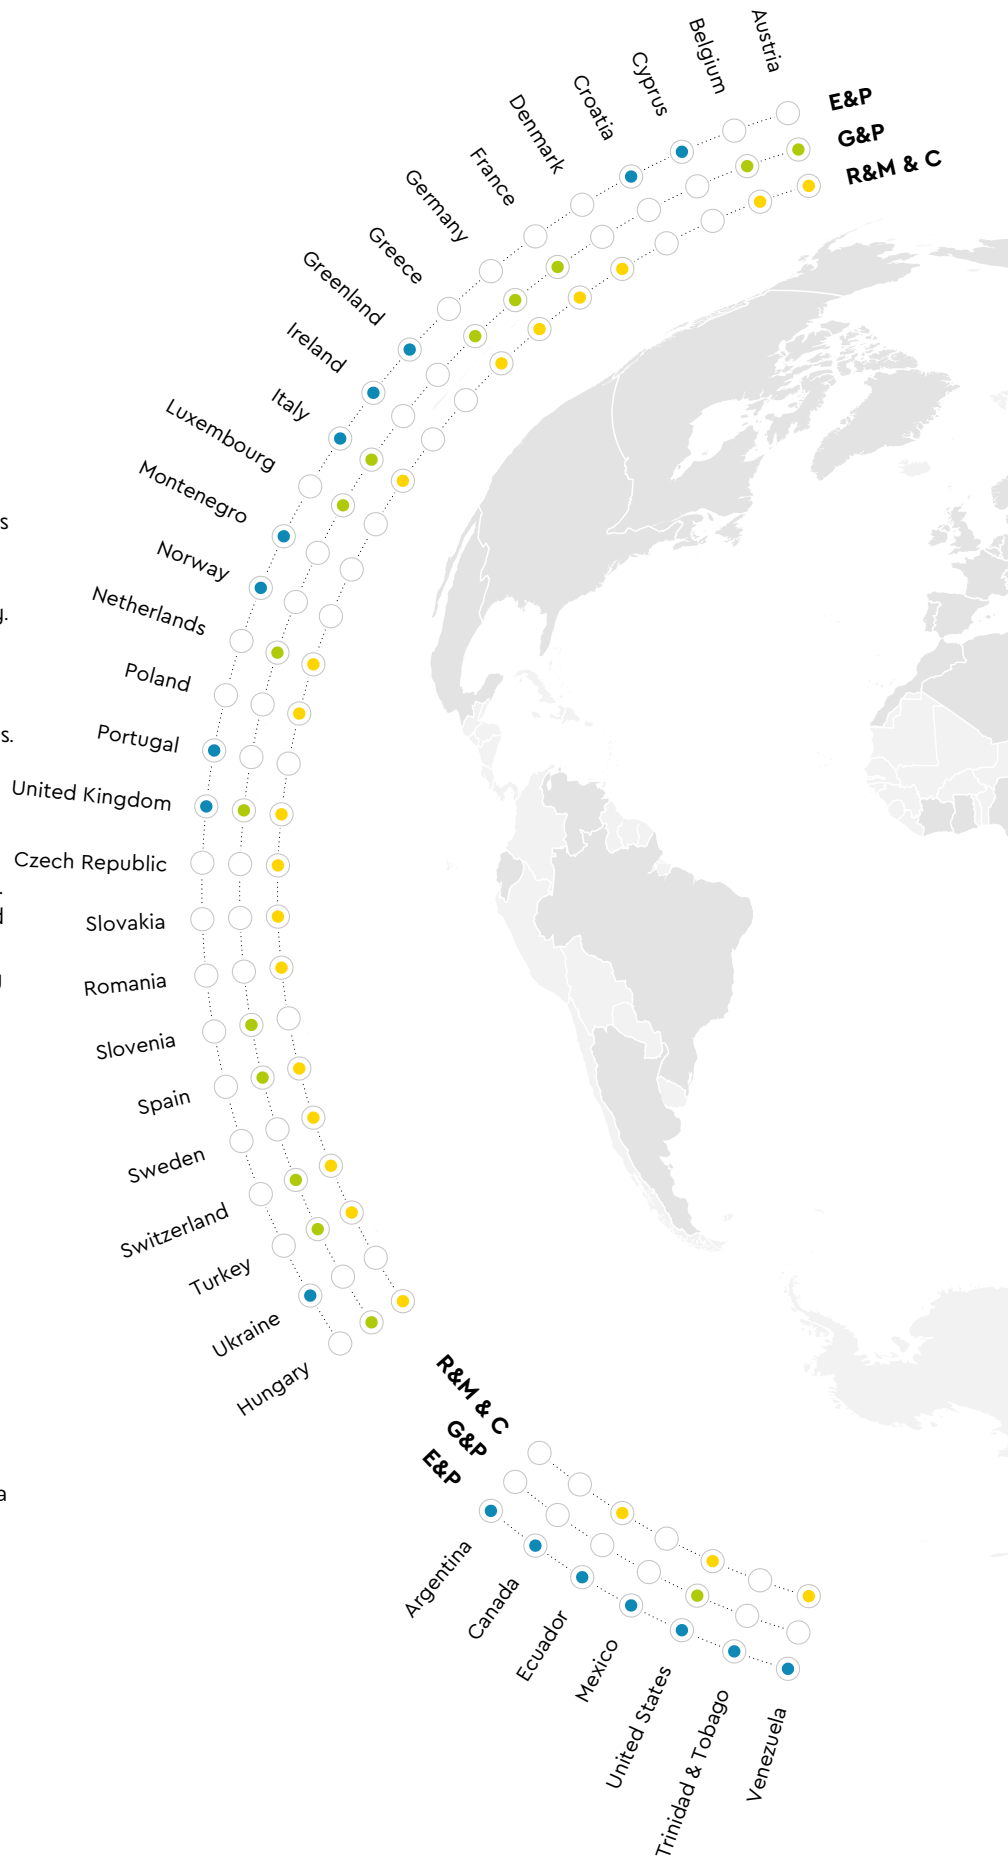 Austria
Belgium
Cyprus
Croatia
Denmark
France
Germany
Greece
Greenland
Ireland
Italy
Luxembourg
Montenegro
Norway
Netherlands
Poland
Portugal
United Kingdom
Czech Republic
Slovakia
Romania
Slovenia
Spain
Sweden
Switzerland
Turkey
Ukraine
Hungary
E&P
G&P
R&M & C
R&M & C
G&P
E&P
Argentina
Canada
Ecuador
Mexico
United States
Trinidad & Tobago
Venezuela